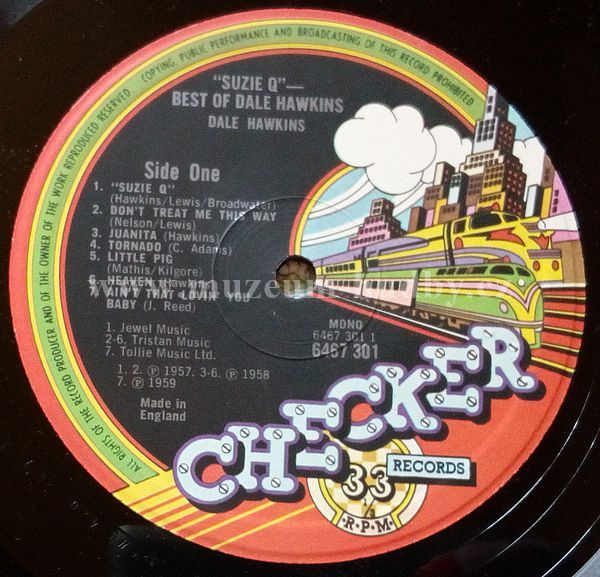 ALL RIGHTS OF THE RECORD PRODUCER AND OF THE OWNER OF THE WORK REPRODUCED RESERVED. COPYING, PUBLIC PERFORMANCE AND BROADCASTING OF THIS RECORD PROHIBITED
"SUZIE Q"—
BEST OF DALE HAWKINS
DALE HAWKINS
Side One
1. "SUZIE Q"
(Hawkins/Lewis/Broadwater)
2. DON'T TREAT ME THIS WAY
(Nelson/Lewis)
3. JUANITA (Hawkins)
4. TORNADO (C. Adams)
5. LITTLE PIG
(Mathis/Kilgore)
6. HEAVEN
7. AIN'T THAT LOVIN' YOU
BABY (J. Reed)
1. Jewel Music
2-6, Tristan Music
7. Tollie Music Ltd.
1. 2. ℗ 1957. 3-6. ℗ 1958
7. ℗ 1959
Made in
England
MONO
6467 301 1
6467 301
CHECKER
RECORDS
33
1/3
R.P.M.